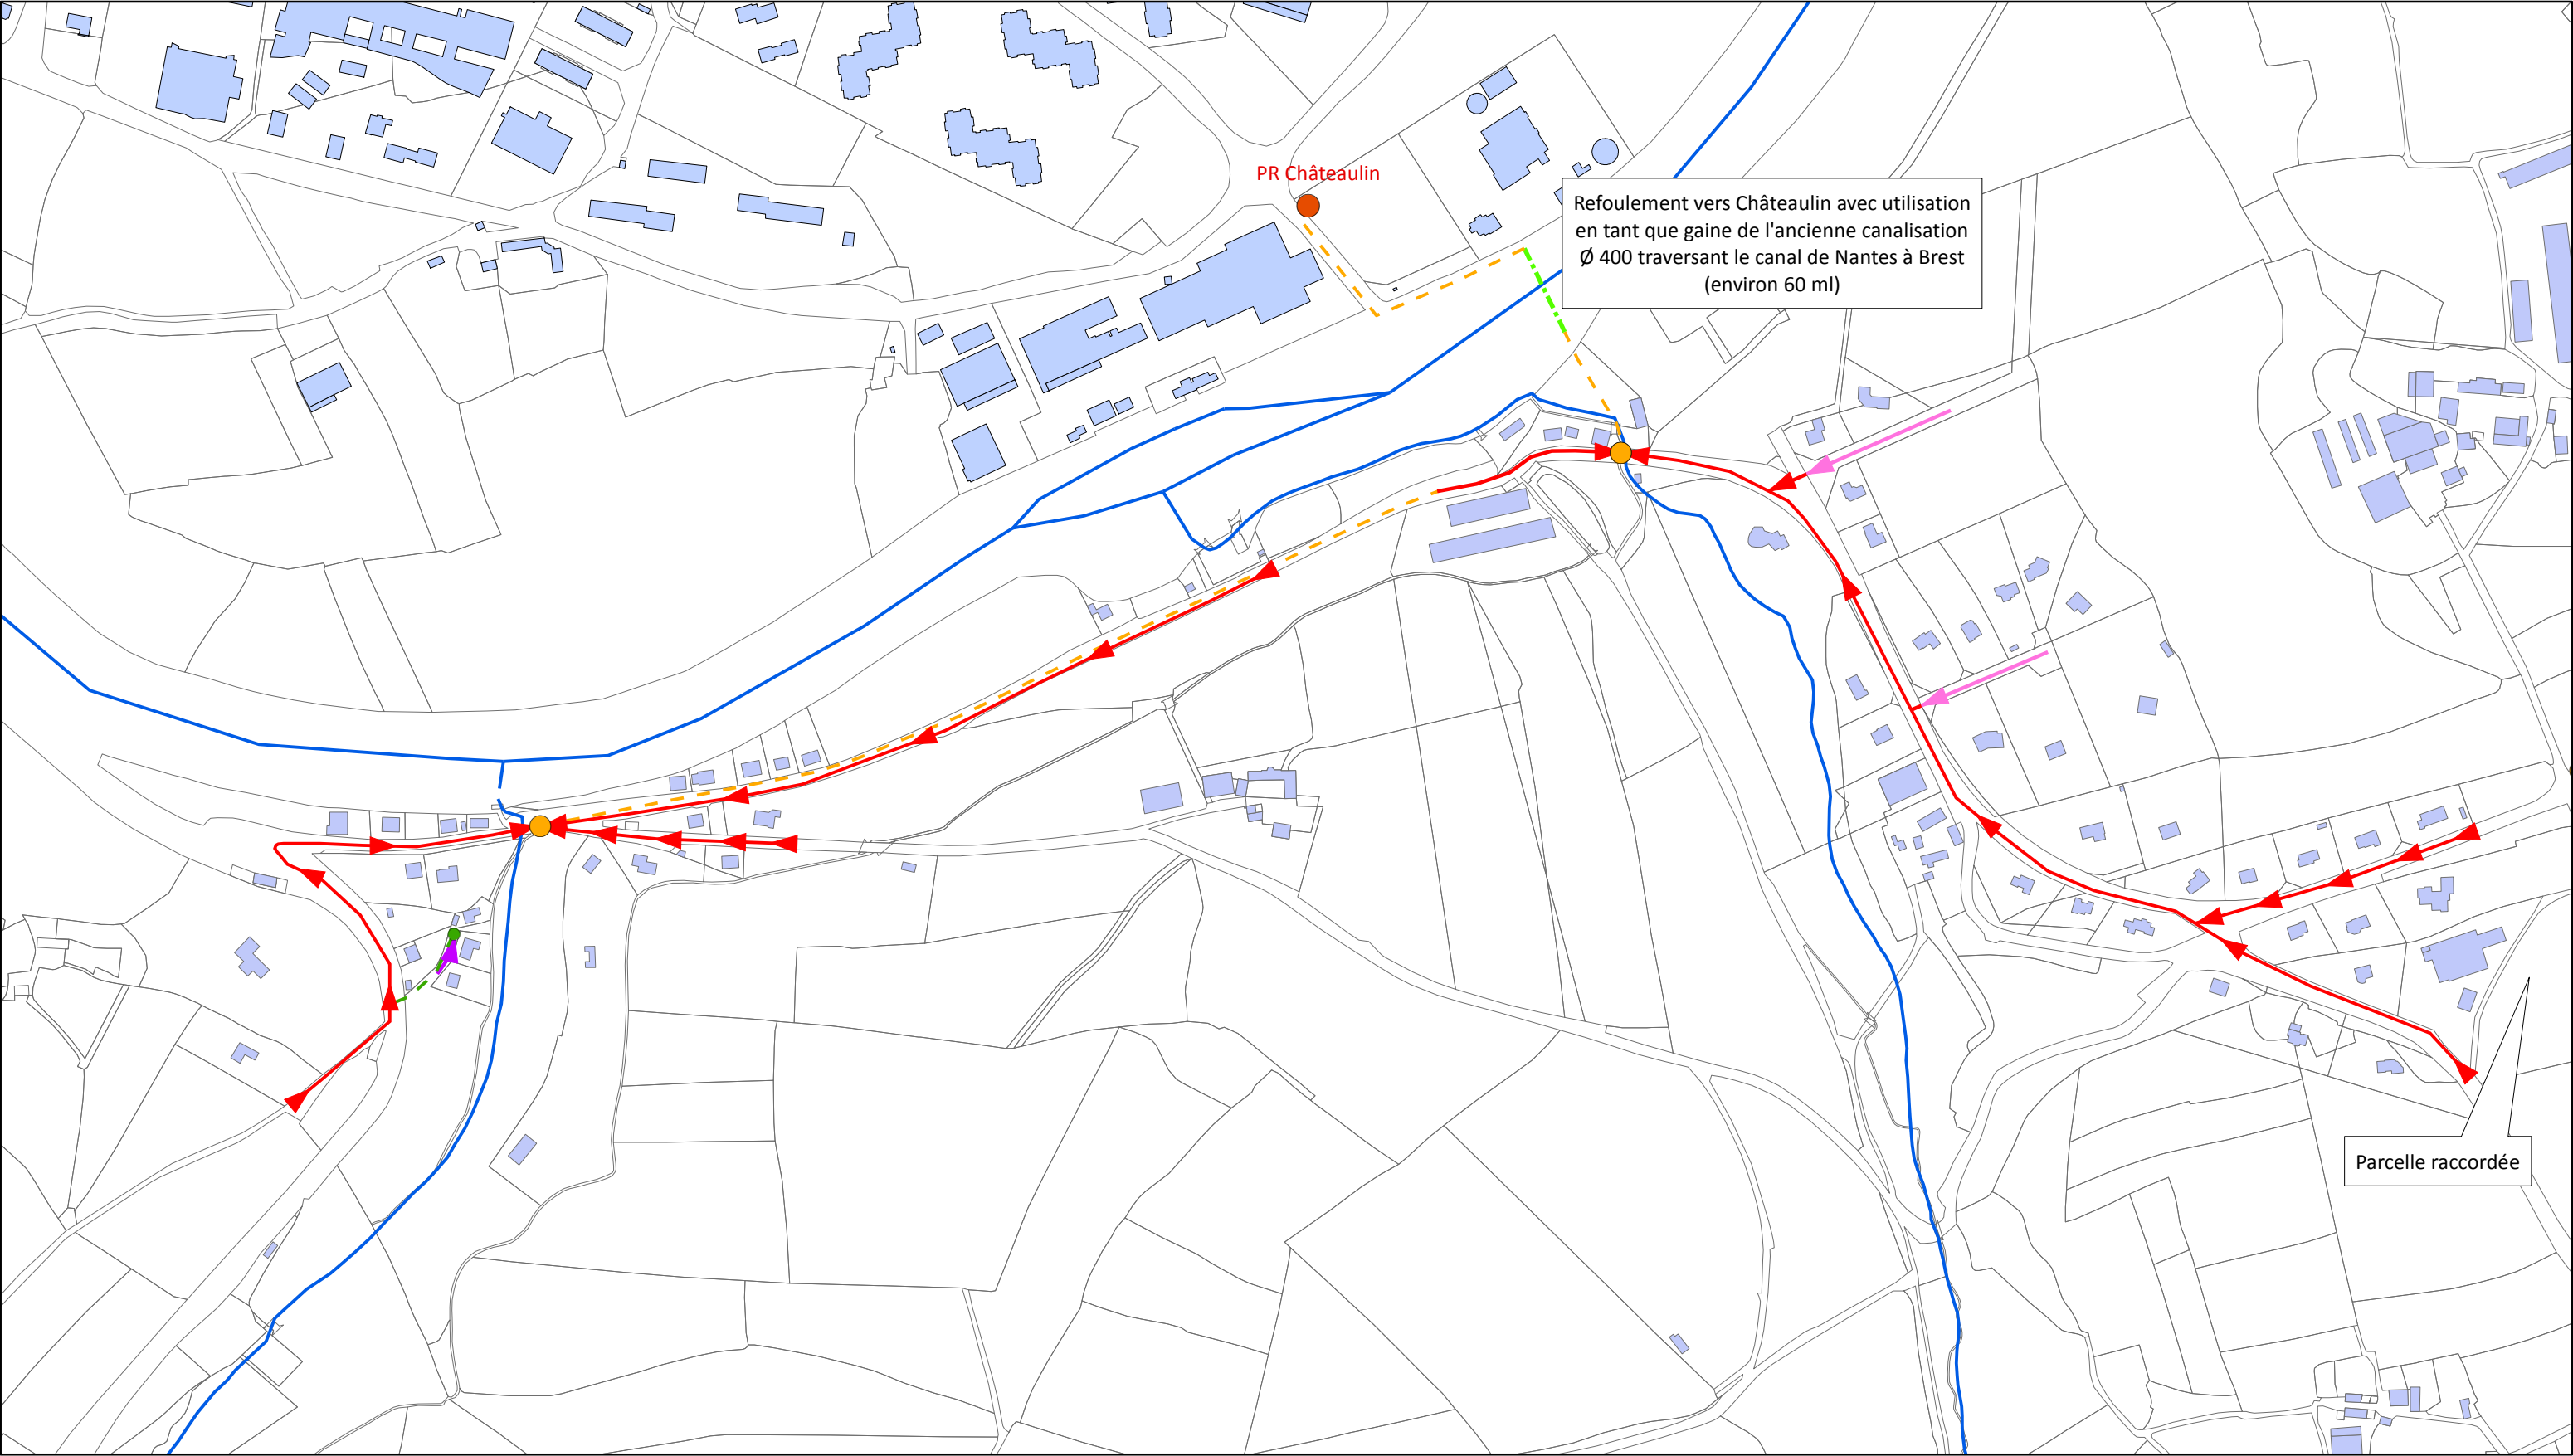 PR Châteaulin
Refoulement vers Châteaulin avec utilisation
en tant que gaine de l'ancienne canalisation
Ø 400 traversant le canal de Nantes à Brest
(environ 60 ml)
Parcelle raccordée